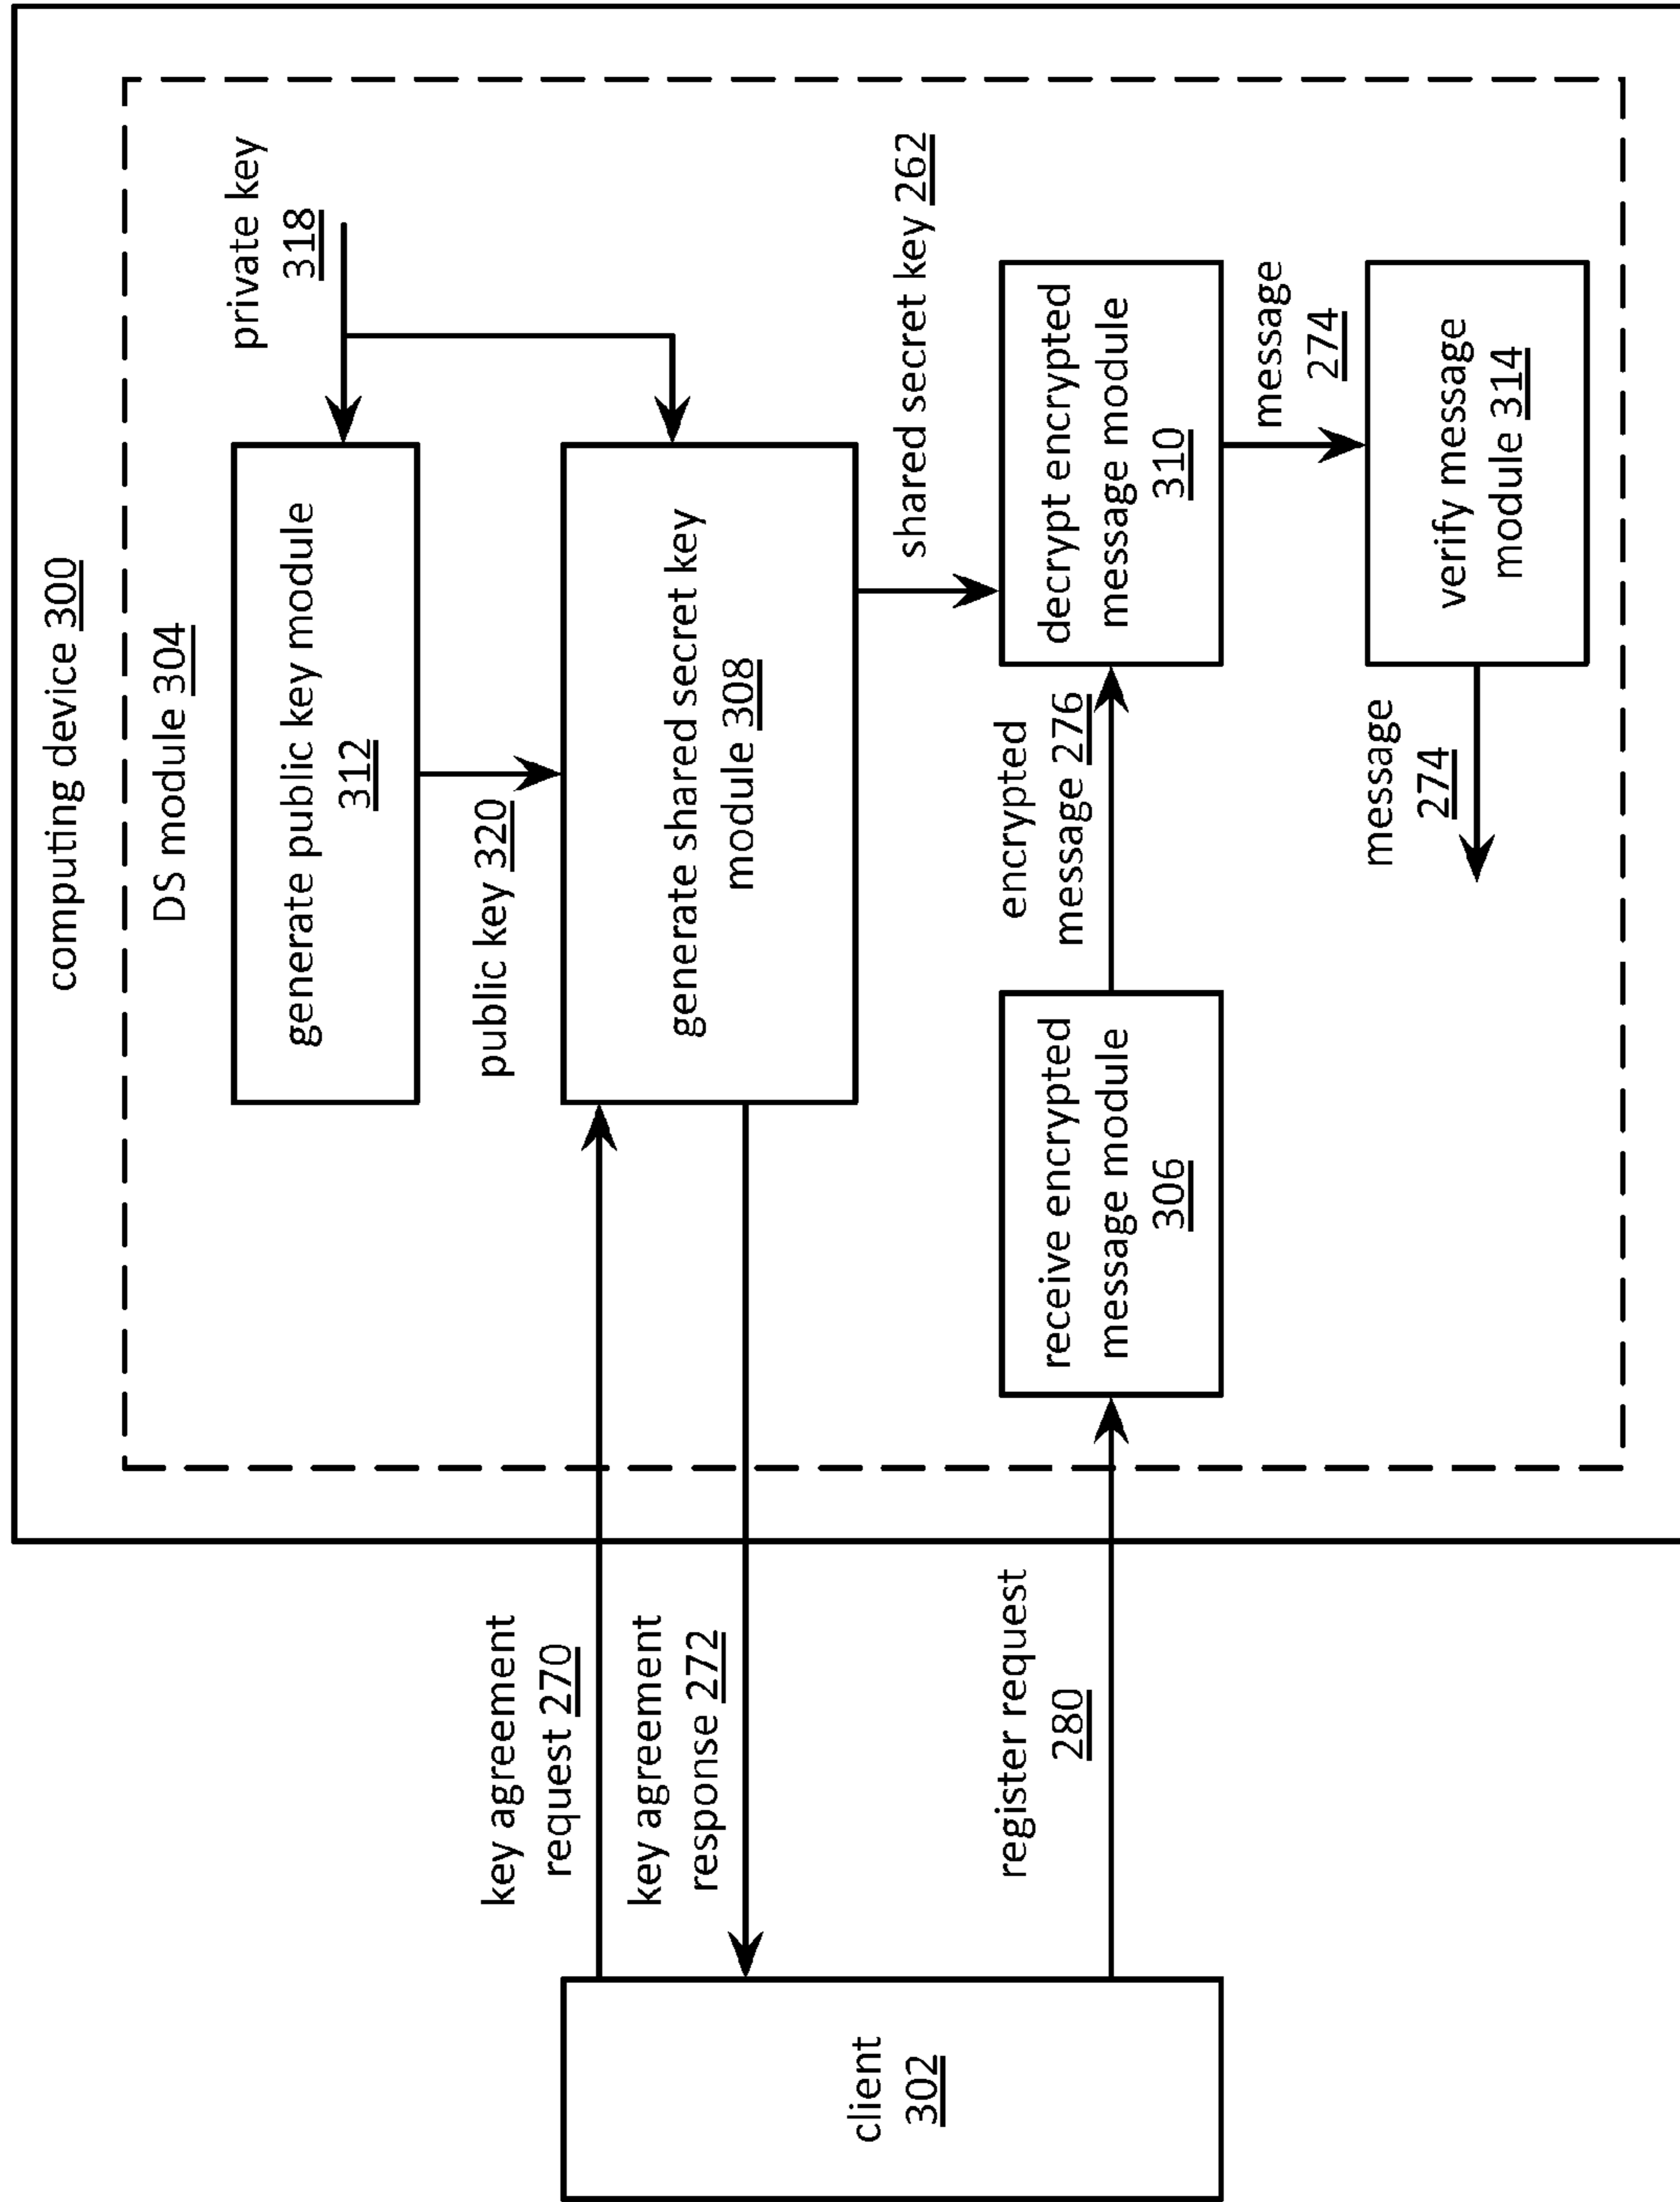 computing device 300
DS module 304
private key
318
generate public key module
312
public key 320
key agreement
request 270
key agreement
response 272
generate shared secret key
module 308
shared secret key 262
client
302
register request
280
receive encrypted
message module
306
encrypted
message 276
decrypt encrypted
message module
310
message
274
verify message
module 314
message
274